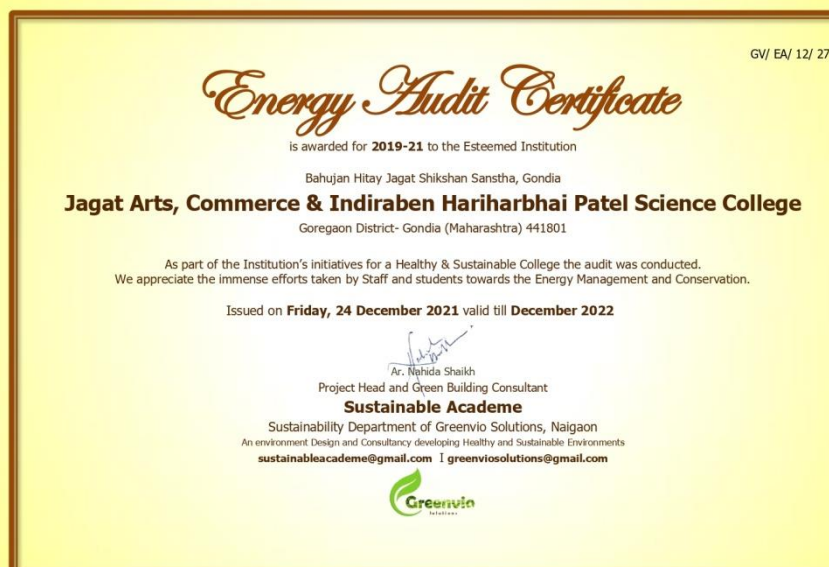 GV/ EA/ 12/ 27
Energy Audit Certificate
is awarded for 2019-21 to the Esteemed Institution
Bahujan Hitay Jagat Shikshan Sanstha, Gondia
Jagat Arts, Commerce & Indiraben Hariharbhai Patel Science College
Goregaon District- Gondia (Maharashtra) 441801
As part of the Institution's initiatives for a Healthy & Sustainable College the audit was conducted.
We appreciate the immense efforts taken by Staff and students towards the Energy Management and Conservation.
Issued on Friday, 24 December 2021 valid till December 2022
Ar. Nahida Shaikh
Project Head and Green Building Consultant
Sustainable Academe
Sustainability Department of Greenvio Solutions, Naigaon
An environment Design and Consultancy developing Healthy and Sustainable Environments
sustainableacademe@gmail.com I greenviosolutions@gmail.com
Greenvio
Solutions